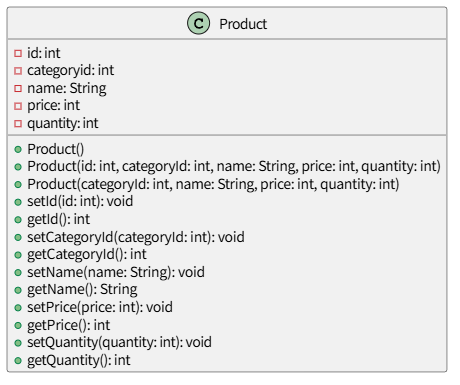 C Product
id: int
categoryid: int
name: String
price: int
quantity: int
Product()
Product(id: int, categoryId: int, name: String, price: int, quantity: int)
Product(categoryId: int, name: String, price: int, quantity: int)
setId(id: int): void
getId(): int
setCategoryId(categoryId: int): void
getCategoryId(): int
setName(name: String): void
getName(): String
setPrice(price: int): void
getPrice(): int
setQuantity(quantity: int): void
getQuantity(): int